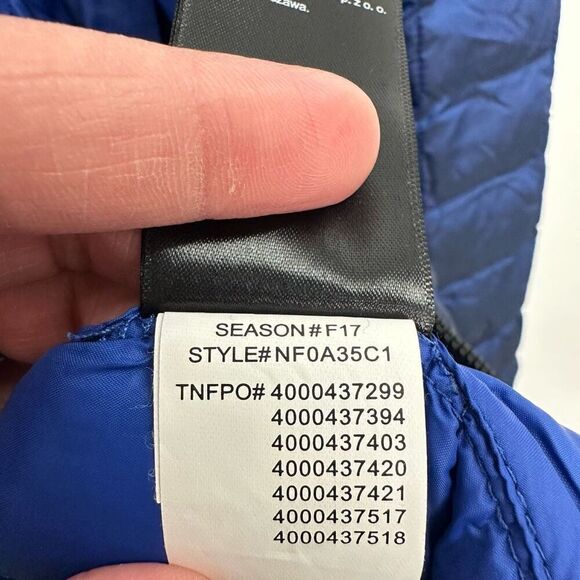 p. z o. o.
SEASON#F17
STYLE#NF0A35C1
TNFPO# 4000437299
4000437394
4000437403
4000437420
4000437421
4000437517
4000437518